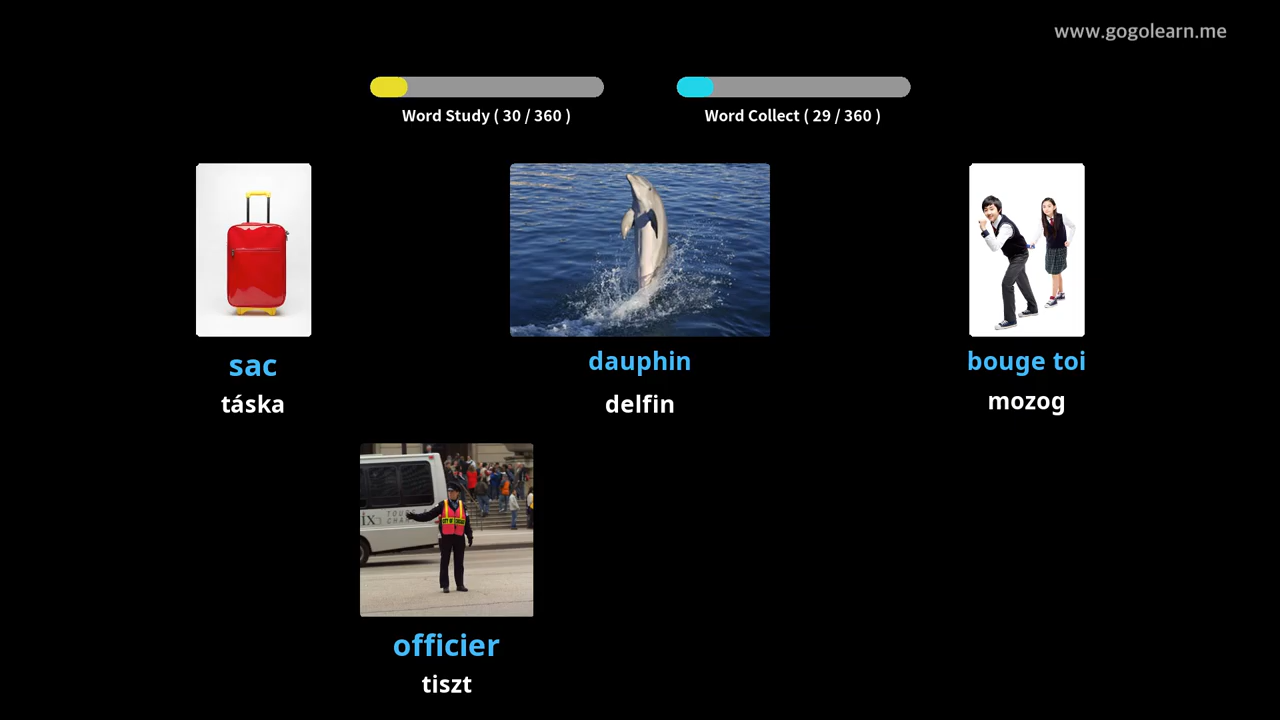 www.gogolearn.me
Word Study ( 30 / 360 )
Word Collect ( 29 / 360 )
sac
táska
dauphin
delfin
bouge toi
mozog
officier
tiszt